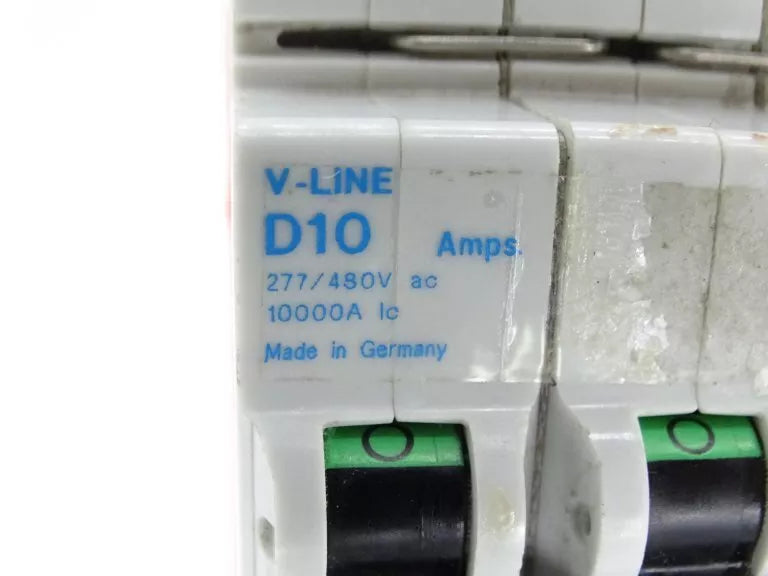 V-LINE
D10 Amps.
277/480V ac
10000A Ic
Made in Germany
O O